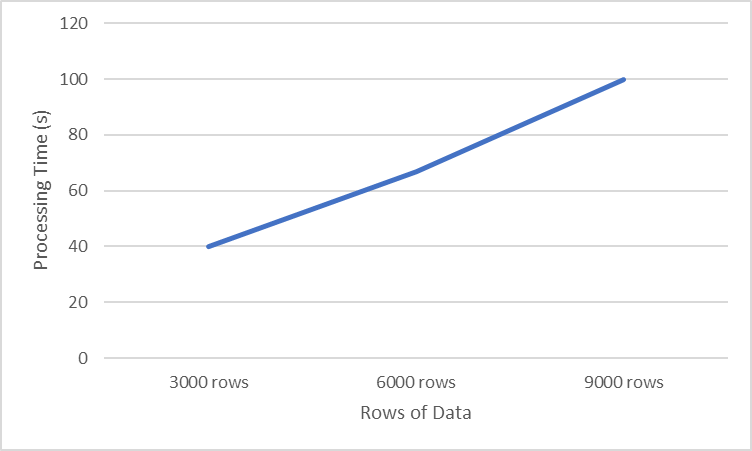 120
100
80
60
40
20
0
Processing Time (s)
3000 rows
6000 rows
9000 rows
Rows of Data